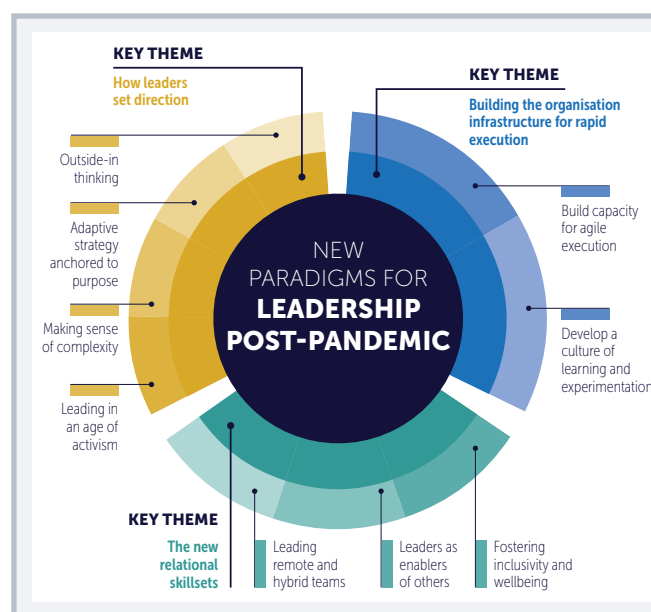 KEY THEME
How leaders
set direction
KEY THEME
Building the organisation
infrastructure for rapid
execution
Outside-in
thinking
Adaptive
strategy
anchored to
purpose
Making sense
of complexity
Leading in
an age of
activism
NEW
PARADIGMS FOR
LEADERSHIP
POST-PANDEMIC
Build capacity
for agile
execution
Develop a
culture of
learning and
experimentation
KEY THEME
The new
relational
skillsets
Leading
remote and
hybrid teams
Leaders as
enablers
of others
Fostering
inclusivity and
wellbeing